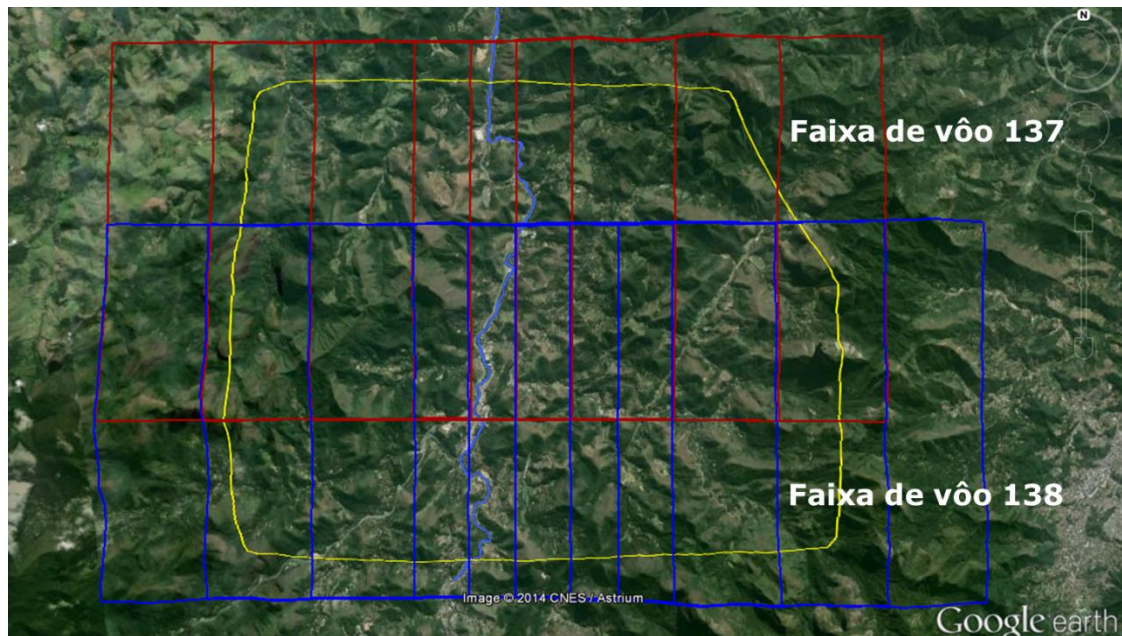 N
Faixa de vôo 137
Faixa de vôo 138
Image © 2014 CNES / Astrium
Google earth